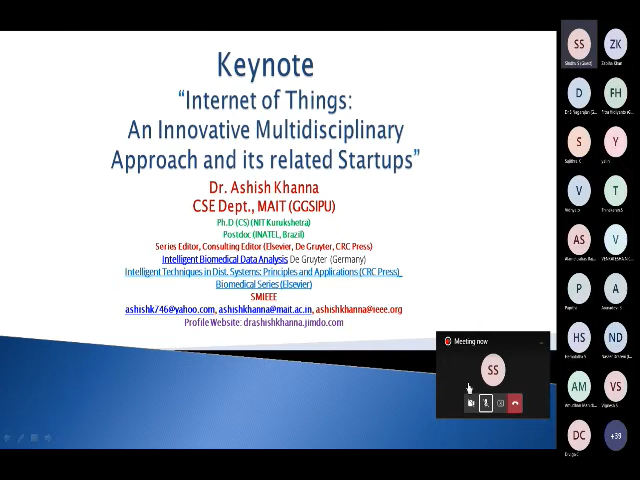 Keynote
“Internet of Things:
An Innovative Multidisciplinary
Approach and its related Startups”
Dr. Ashish Khanna
CSE Dept., MAIT (GGSIPU)
Ph.D (CS) (NIT Kurukshetra)
Postdoc (INATEL, Brazil)
Series Editor, Consulting Editor (Elsevier, De Gruyter, CRC Press)
Intelligent Biomedical Data Analysis De Gruyter (Germany)
Intelligent Techniques in Dist. Systems: Principles and Applications (CRC Press)
Biomedical Series (Elsevier)
SMIEEE
ashishk746@yahoo.com, ashishkhanna@mait.ac.in, ashishkhanna@ieee.org
Profile Website: drashishkhanna.jimdo.com
Meeting now
SS
SS ZK
(Guest) Khan
D FH
S Y
V T
AS V
P A
HS ND
AM VS
DC +39